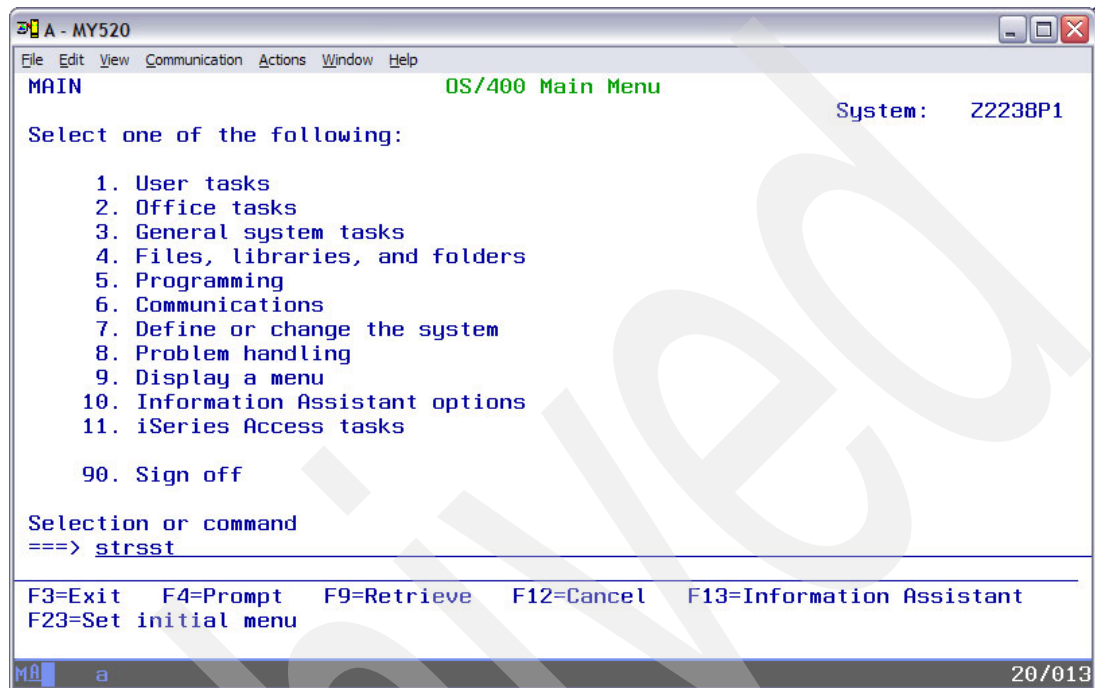 A - MY520
File Edit View Communication Actions Window Help
MAIN OS/400 Main Menu
System: Z2238P1
Select one of the following:
1. User tasks
2. Office tasks
3. General system tasks
4. Files, libraries, and folders
5. Programming
6. Communications
7. Define or change the system
8. Problem handling
9. Display a menu
10. Information Assistant options
11. iSeries Access tasks
90. Sign off
Selection or command
===> strsst
F3=Exit F4=Prompt F9=Retrieve F12=Cancel F13=Information Assistant
F23=Set initial menu
MA a 20/013